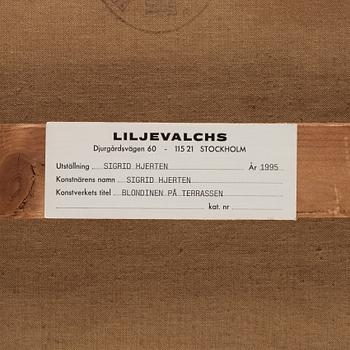 LILJEVALCHS
Djurgårdsvägen 60 - 115 21 STOCKHOLM
Utställning SIGRID HJERTEN År 1995
Konstnärens namn SIGRID HJERTEN
Konstverkets titel BLONDINEN PÅ TERRASSEN
kat. nr